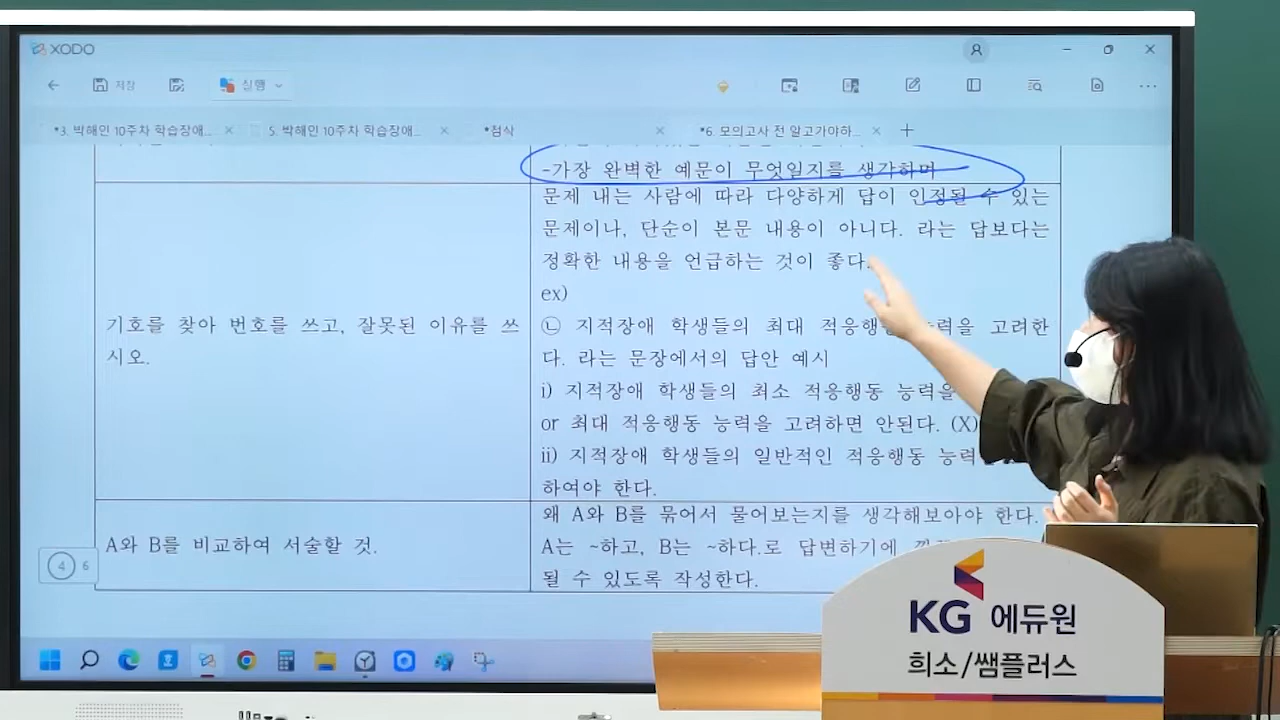 XODO
저장
실행
*3. 박해인 10주차 학습장애...
5. 박해인 10주차 학습장애...
*첨삭
*6. 모의고사 전 알고가야하...
-가장 완벽한 예문이 무엇일지를 생각하며
문제 내는 사람에 따라 다양하게 답이 인정될 수 있는
문제이나, 단순이 본문 내용이 아니다. 라는 답보다는
정확한 내용을 언급하는 것이 좋다.
ex)
㉡ 지적장애 학생들의 최대 적응행동 능력을 고려한
다. 라는 문장에서의 답안 예시
i) 지적장애 학생들의 최소 적응행동 능력을
or 최대 적응행동 능력을 고려하면 안된다. (X)
ii) 지적장애 학생들의 일반적인 적응행동 능력
하여야 한다.
기호를 찾아 번호를 쓰고, 잘못된 이유를 쓰
시오.
왜 A와 B를 묶어서 물어보는지를 생각해보아야 한다.
A는 ~하고, B는 ~하다.로 답변하기에
될 수 있도록 작성한다.
A와 B를 비교하여 서술할 것.
4 6
KG 에듀원
희소/쌤플러스